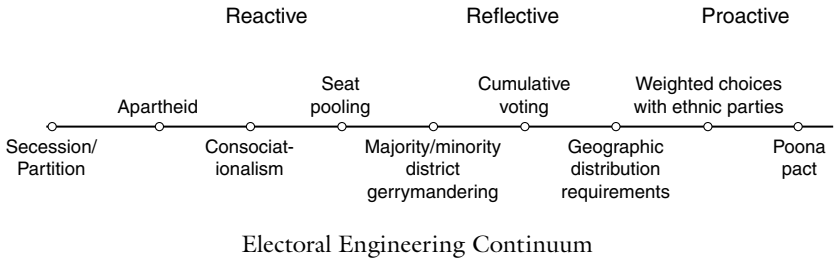 Reactive
Reflective
Proactive
Seat
pooling
Cumulative
voting
Weighted choices
with ethnic parties
Apartheid
Secession/
Partition
Consociat-
ionalism
Majority/minority
district
gerrymandering
Geographic
distribution
requirements
Poona
pact
Electoral Engineering Continuum